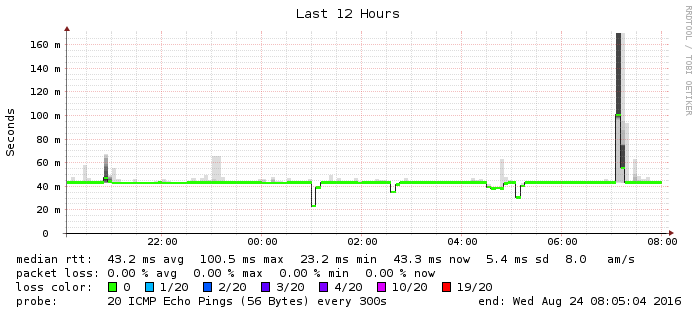 Last 12 Hours
RRDTOOL / TOBI OETIKER
Seconds
160 m
140 m
120 m
100 m
80 m
60 m
40 m
20 m
0
22:00 00:00 02:00 04:00 06:00 08:00
median rtt: 43.2 ms avg 100.5 ms max 23.2 ms min 43.3 ms now 5.4 ms sd 8.0 am/s
packet loss: 0.00 % avg 0.00 % max 0.00 % min 0.00 % now
loss color: 0 1/20 2/20 3/20 4/20 10/20 19/20
probe: 20 ICMP Echo Pings (56 Bytes) every 300s end: Wed Aug 24 08:05:04 2016